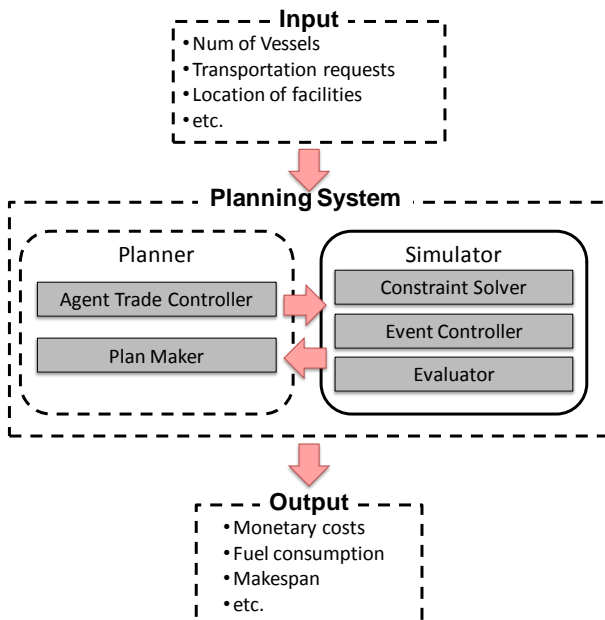 Input
•Num of Vessels
•Transportation requests
•Location of facilities
•etc.
Planning System
Planner
Agent Trade Controller
Plan Maker
Simulator
Constraint Solver
Event Controller
Evaluator
Output
•Monetary costs
•Fuel consumption
•Makespan
•etc.